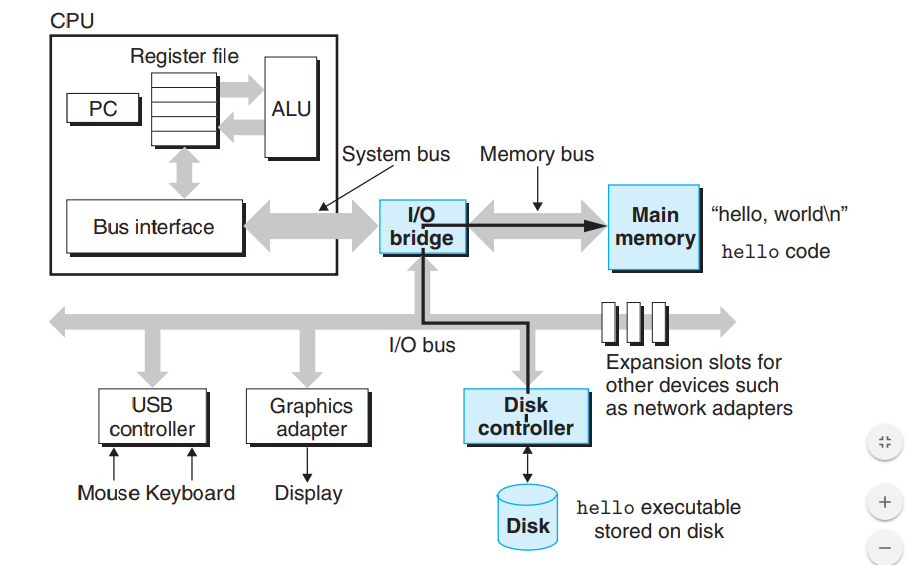 CPU
Register file
PC
ALU
System bus
Memory bus
Bus interface
I/O
bridge
Main
memory
“hello, world\n”
hello code
I/O bus
Expansion slots for
other devices such
as network adapters
USB
controller
Graphics
adapter
Disk
controller
Mouse Keyboard
Display
Disk
hello executable
stored on disk